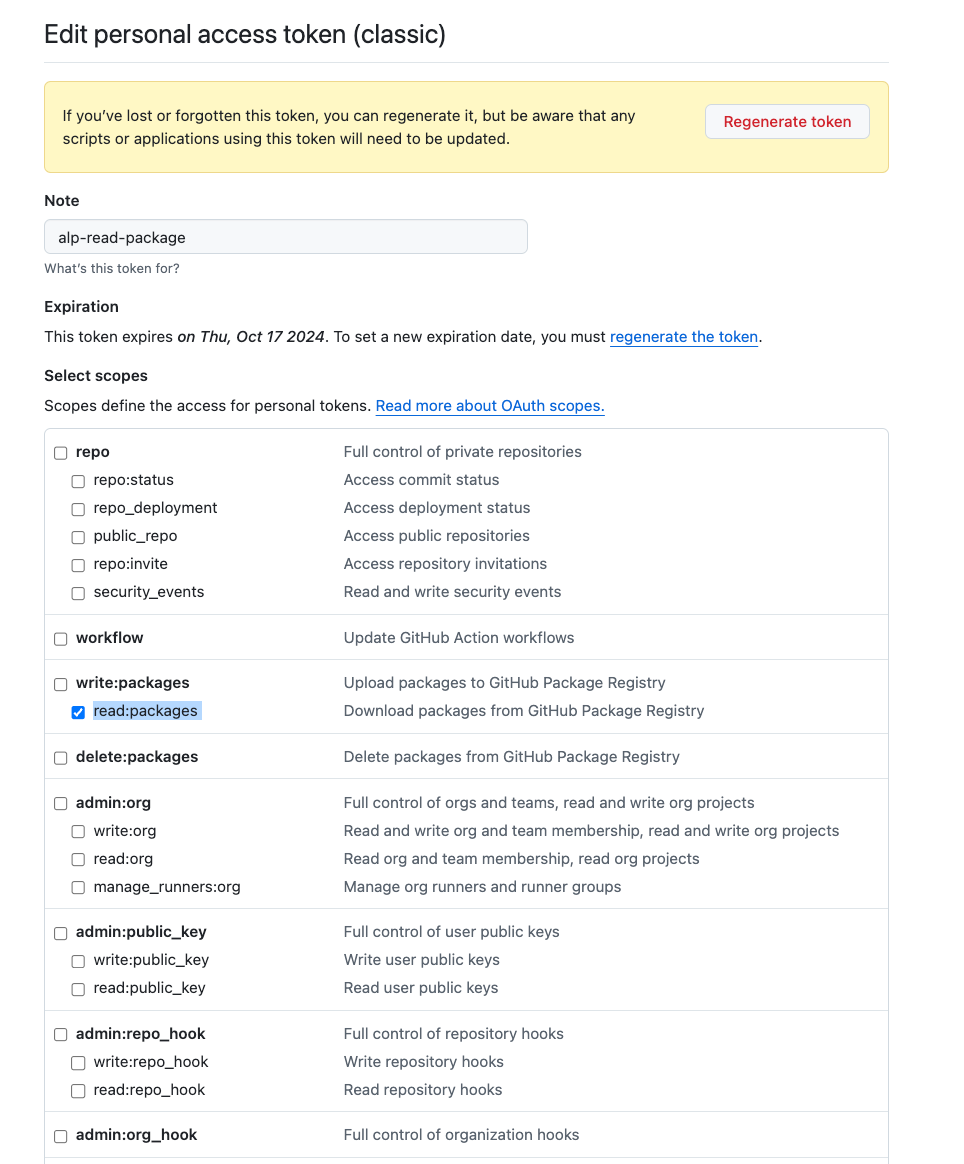 Edit personal access token (classic)
If you've lost or forgotten this token, you can regenerate it, but be aware that any
scripts or applications using this token will need to be updated.
Regenerate token
Note
alp-read-package
What's this token for?
Expiration
This token expires on Thu, Oct 17 2024. To set a new expiration date, you must regenerate the token.
Select scopes
Scopes define the access for personal tokens. Read more about OAuth scopes.
repo Full control of private repositories
repo:status Access commit status
repo_deployment Access deployment status
public_repo Access public repositories
repo:invite Access repository invitations
security_events Read and write security events
workflow Update GitHub Action workflows
write:packages Upload packages to GitHub Package Registry
read:packages Download packages from GitHub Package Registry
delete:packages Delete packages from GitHub Package Registry
admin:org Full control of orgs and teams, read and write org projects
write:org Read and write org and team membership, read and write org projects
read:org Read org and team membership, read org projects
manage_runners:org Manage org runners and runner groups
admin:public_key Full control of user public keys
write:public_key Write user public keys
read:public_key Read user public keys
admin:repo_hook Full control of repository hooks
write:repo_hook Write repository hooks
read:repo_hook Read repository hooks
admin:org_hook Full control of organization hooks